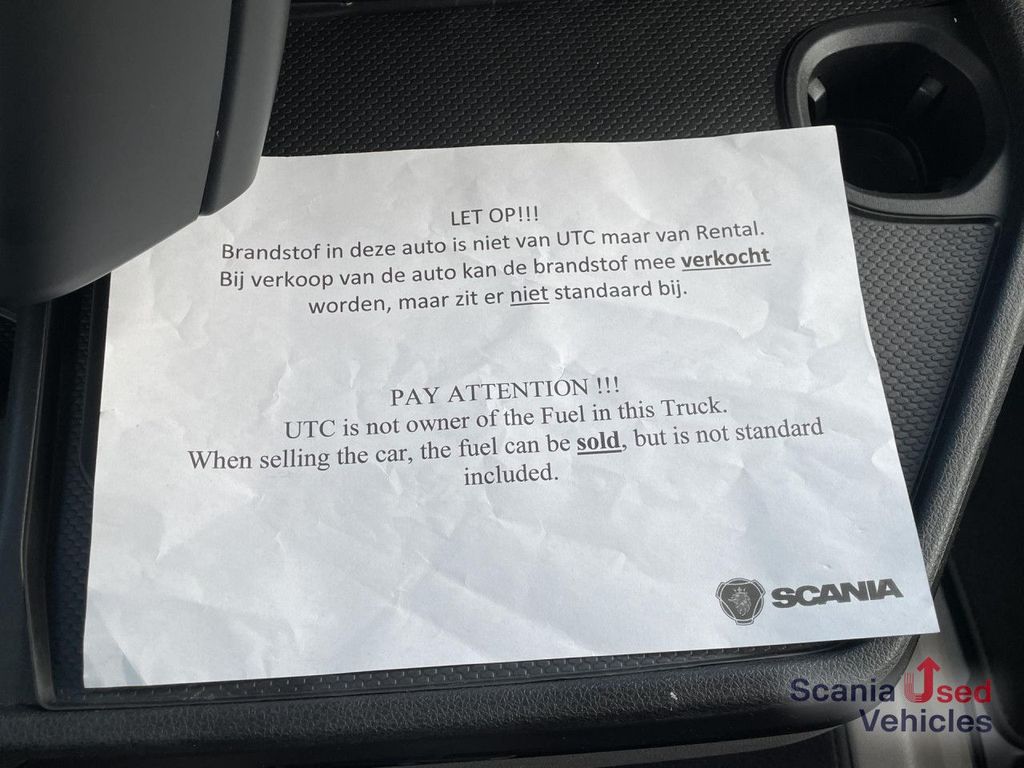 LET OP!!!
Brandstof in deze auto is niet van UTC maar van Rental.
Bij verkoop van de auto kan de brandstof mee verkocht
worden, maar zit er niet standaard bij.
PAY ATTENTION !!!
UTC is not owner of the Fuel in this Truck.
When selling the car, the fuel can be sold, but is not standard
included.
SCANIA
Scania Used
Vehicles